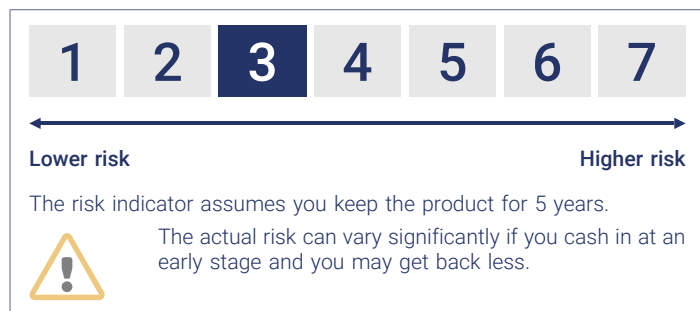 1 2 3 4 5 6 7
Lower risk Higher risk
The risk indicator assumes you keep the product for 5 years.
The actual risk can vary significantly if you cash in at an
early stage and you may get back less.